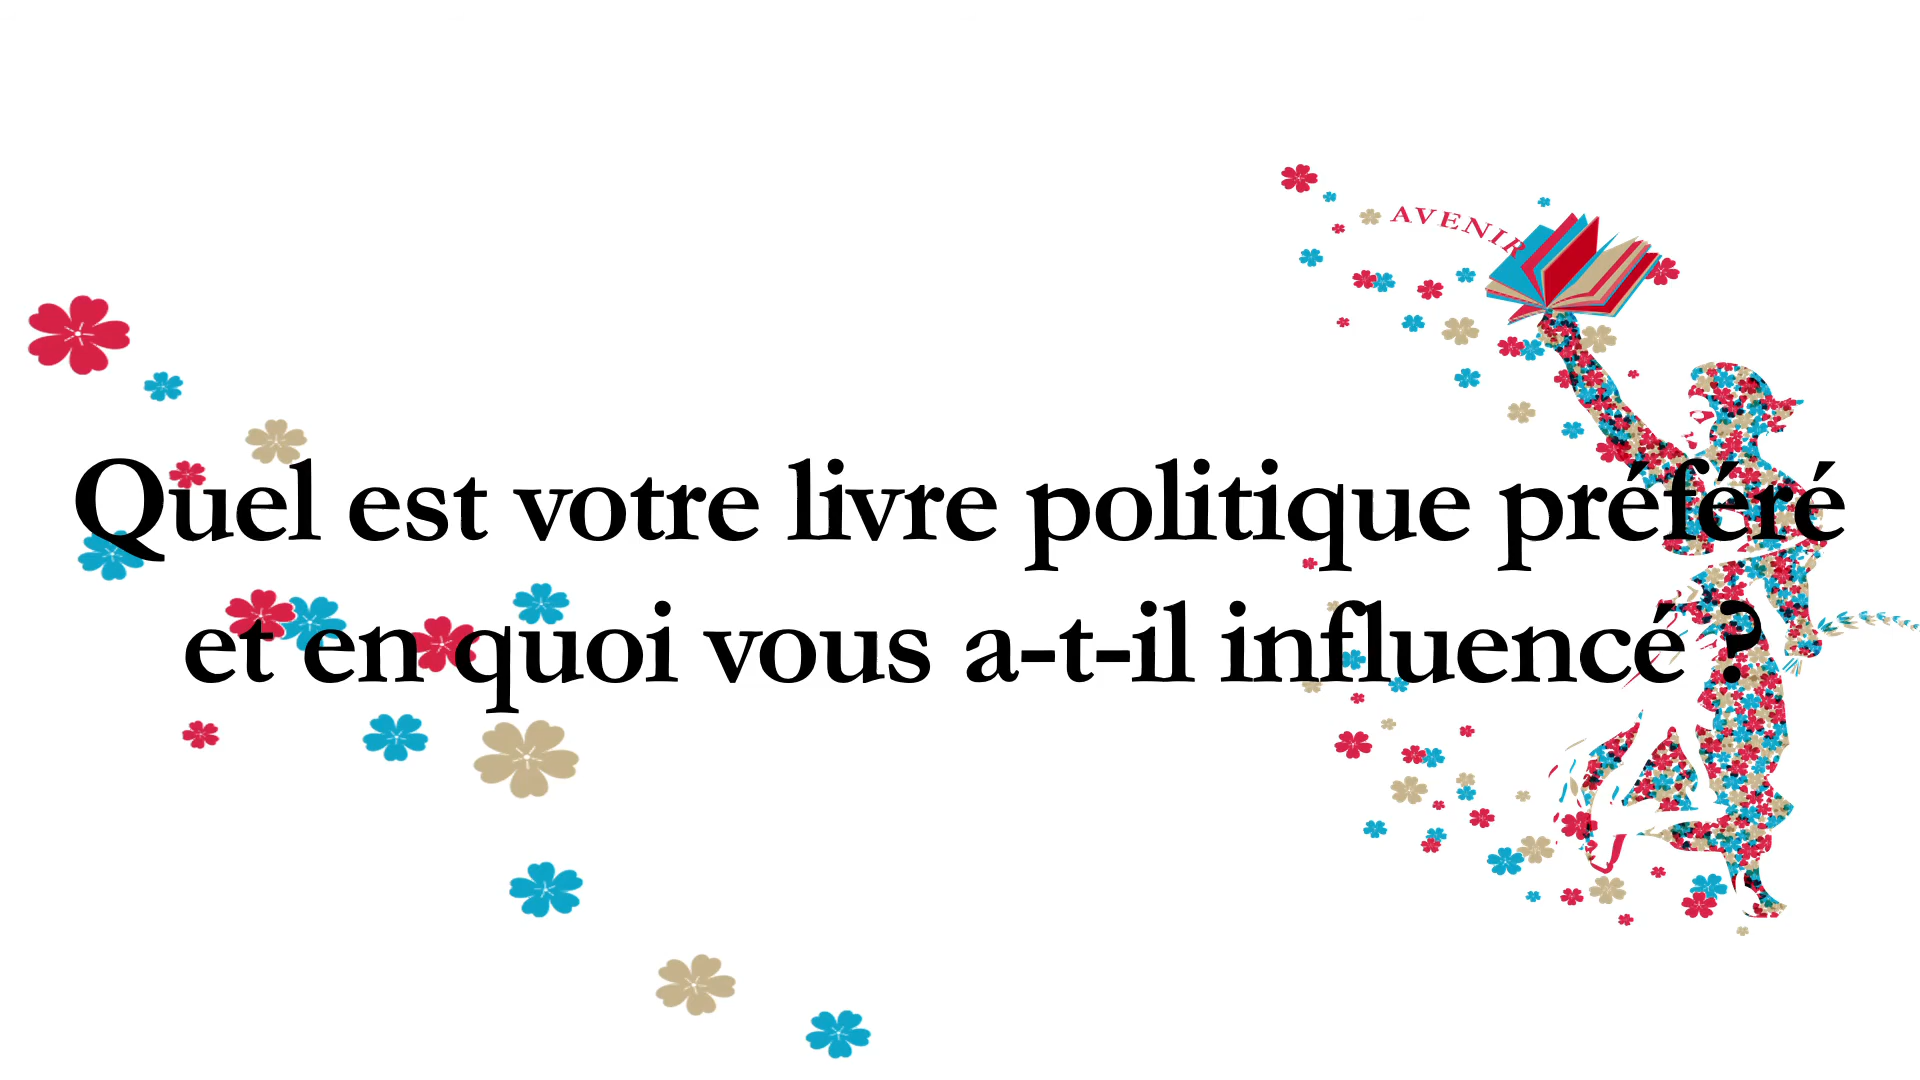 AVENIR
Quel est votre livre politique préféré
et en quoi vous a-t-il influencé ?